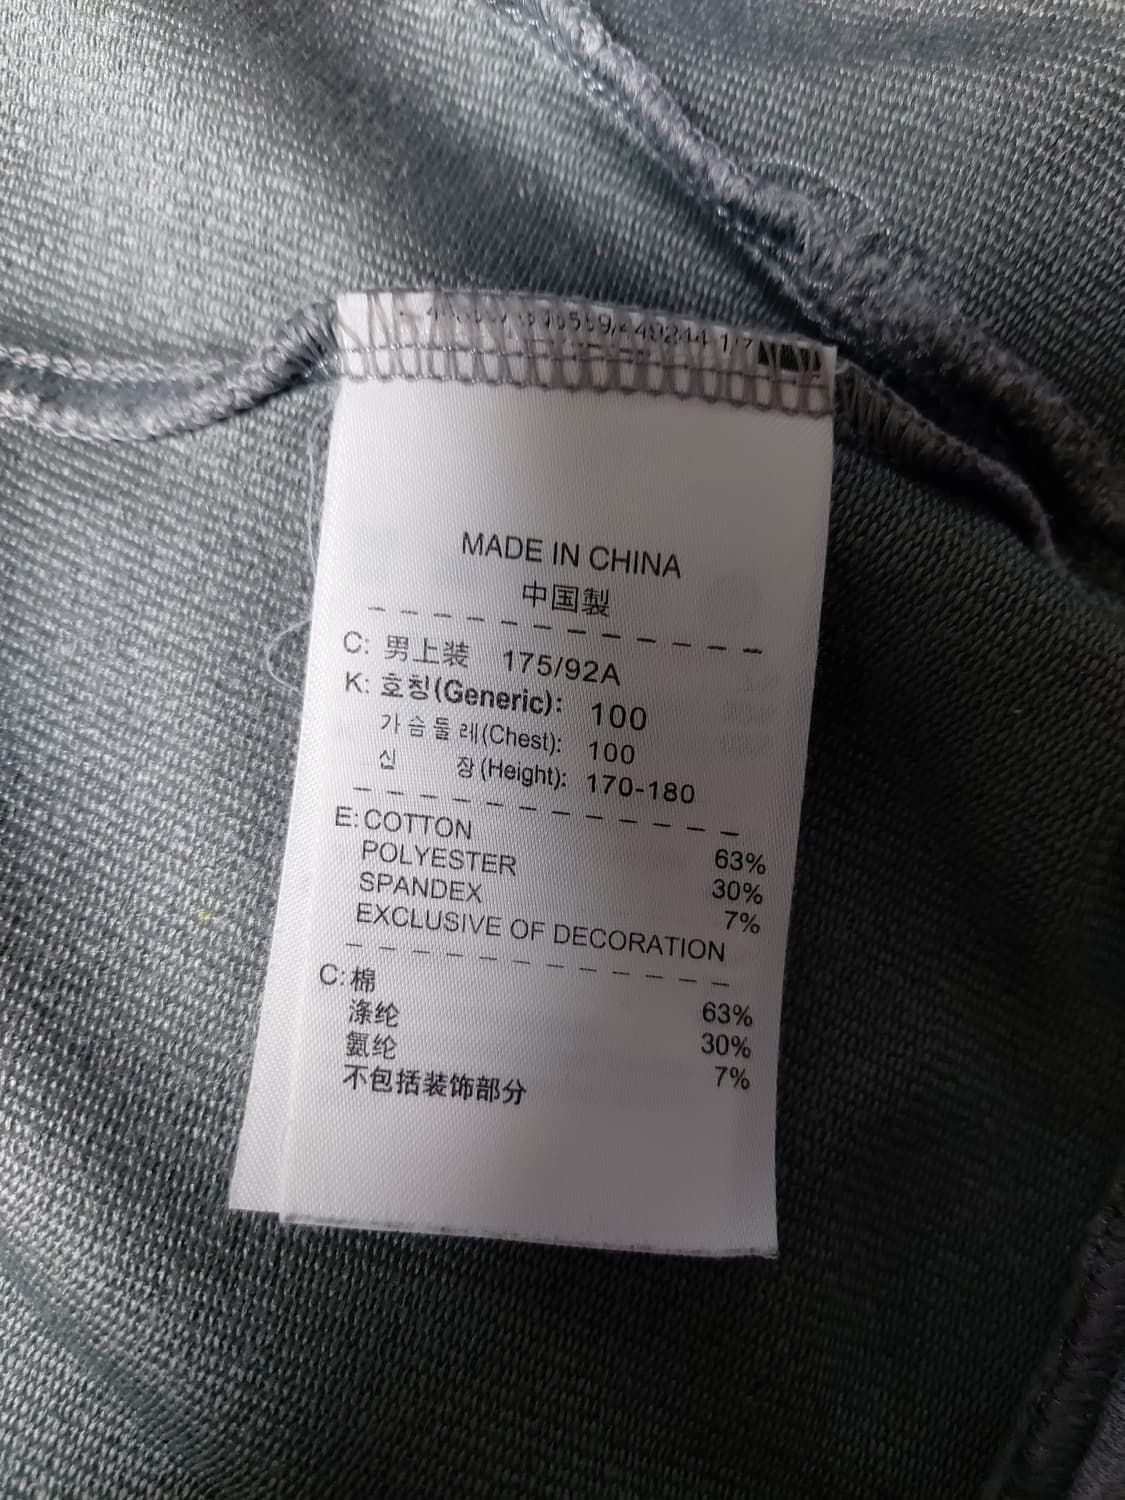 MADE IN CHINA
中国製
C: 男上装 175/92A
K: 호칭(Generic): 100
가슴둘레(Chest): 100
신 장(Height): 170-180
E: COTTON 63%
POLYESTER 30%
SPANDEX 7%
EXCLUSIVE OF DECORATION
C: 棉 63%
涤纶 30%
氨纶 7%
不包括装饰部分